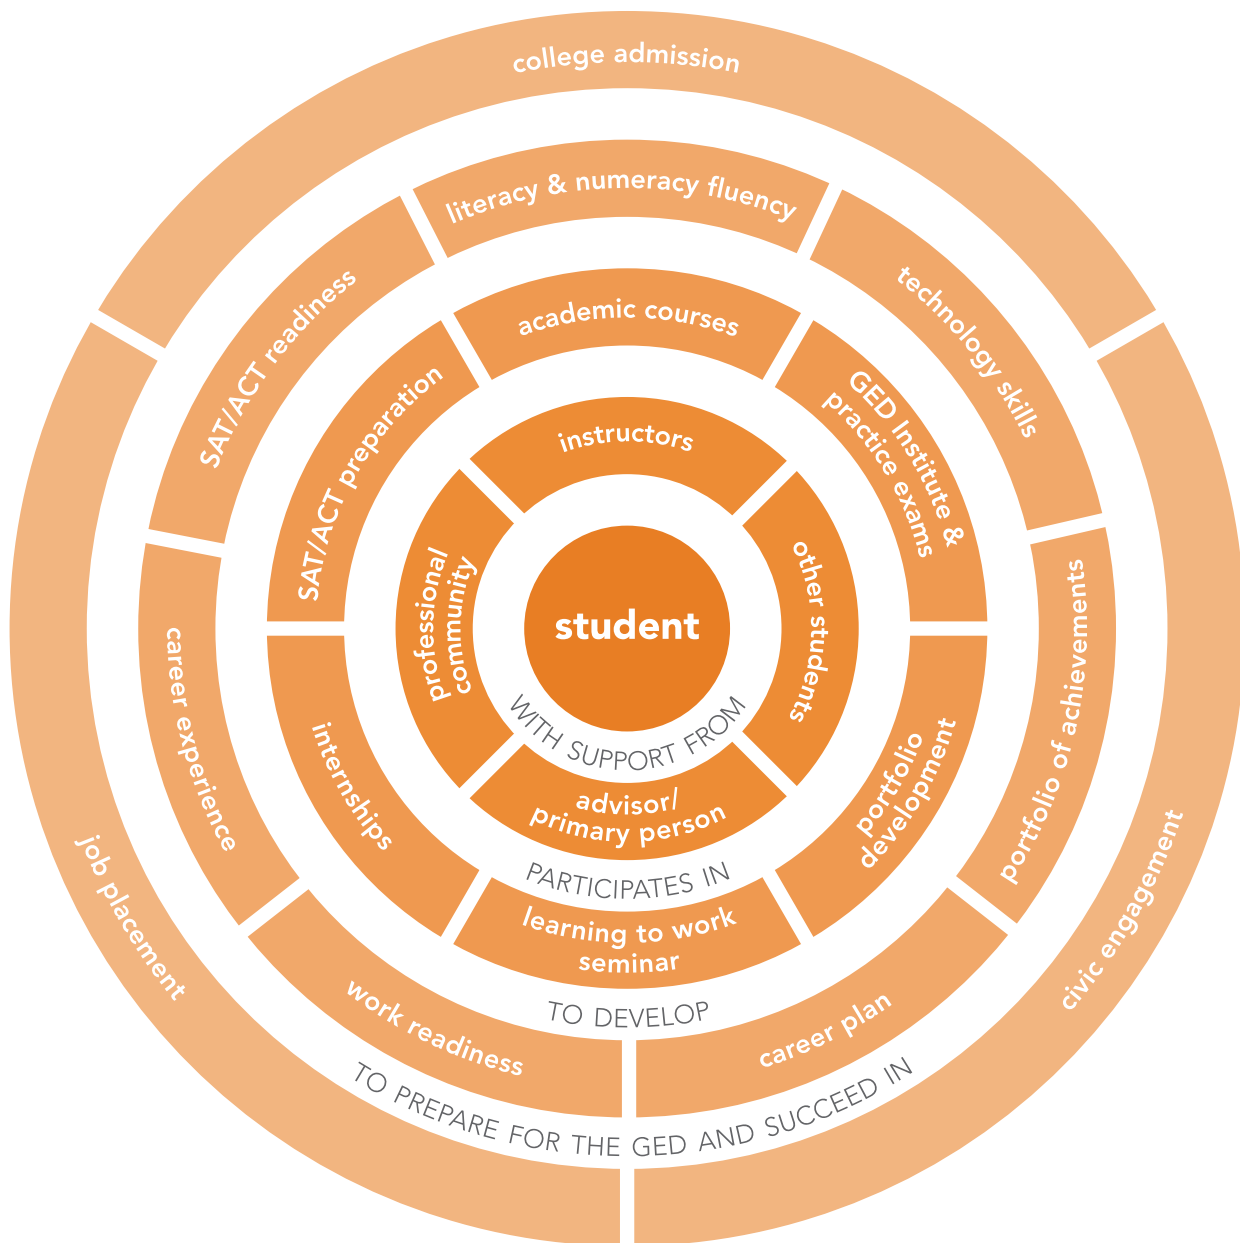 college admission
literacy & numeracy fluency
SAT/ACT readiness
technology skills
academic courses
SAT/ACT preparation
GED Institute &
practice exams
instructors
professional
community
student
other students
WITH SUPPORT FROM
advisor/
primary person
PARTICIPATES IN
internships
learning to work
seminar
portfolio
development
TO DEVELOP
career experience
work readiness
career plan
portfolio of achievements
TO PREPARE FOR THE GED AND SUCCEED IN
job placement
civic engagement